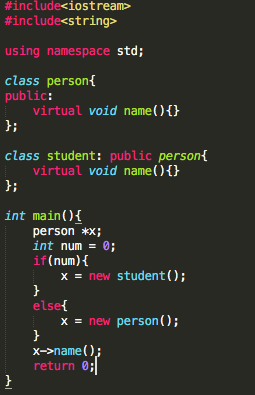 #include<iostream>
#include<string>

using namespace std;

class person{
public:
    virtual void name(){}
};

class student: public person{
    virtual void name(){}
};

int main(){
    person *x;
    int num = 0;
    if(num){
        x = new student();
    }
    else{
        x = new person();
    }
    x->name();
    return 0;
}